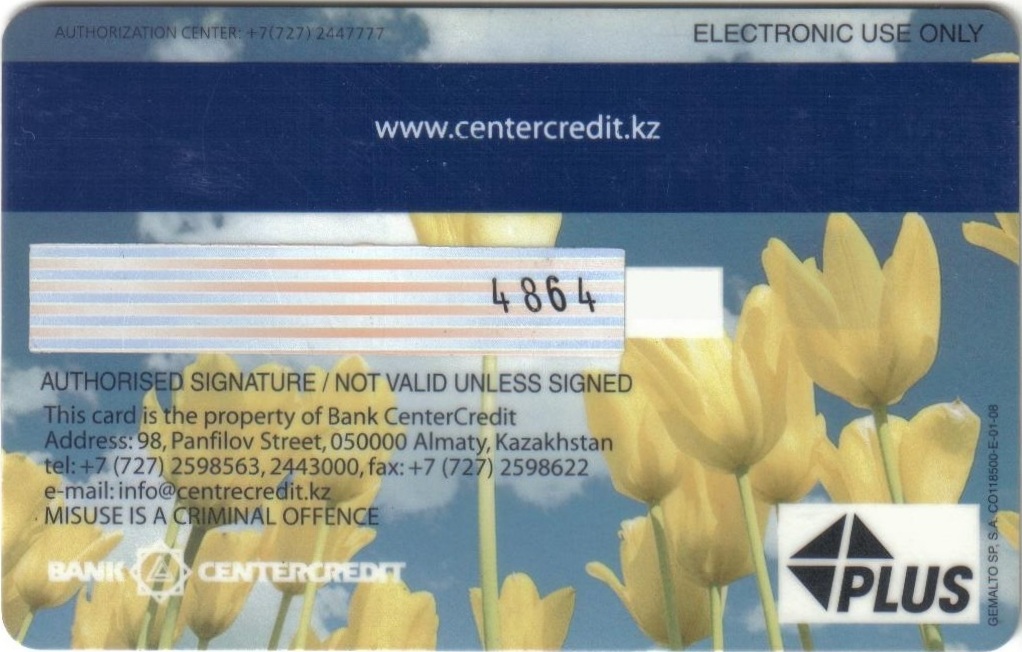 AUTHORIZATION CENTER: +7(727) 2447777
ELECTRONIC USE ONLY
www.centercredit.kz
4864
AUTHORISED SIGNATURE / NOT VALID UNLESS SIGNED
This card is the property of Bank CenterCredit
Address: 98, Panfilov Street, 050000 Almaty, Kazakhstan
tel: +7 (727) 2598563, 2443000, fax: +7 (727) 2598622
e-mail: info@centrecredit.kz
MISUSE IS A CRIMINAL OFFENCE
BANK CENTERCREDIT
PLUS
GEMALTO SP, S.A. CO118500-E-01-08